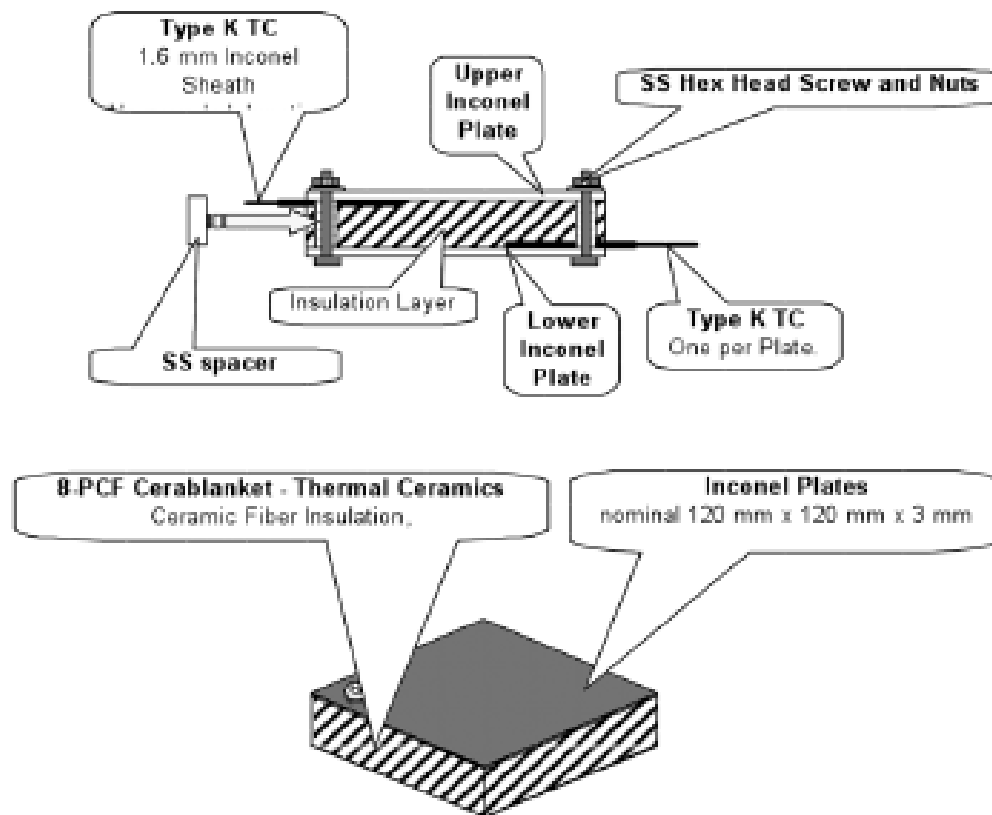 Type K TC
1.6 mm Inconel
Sheath
Upper
Inconel
Plate
SS Hex Head Screw and Nuts
Insulation Layer
SS spacer
Lower
Inconel
Plate
Type K TC
One per Plate.
8-PCF Cerablanket - Thermal Ceramics
Ceramic Fiber Insulation.
Inconel Plates
nominal 120 mm x 120 mm x 3 mm